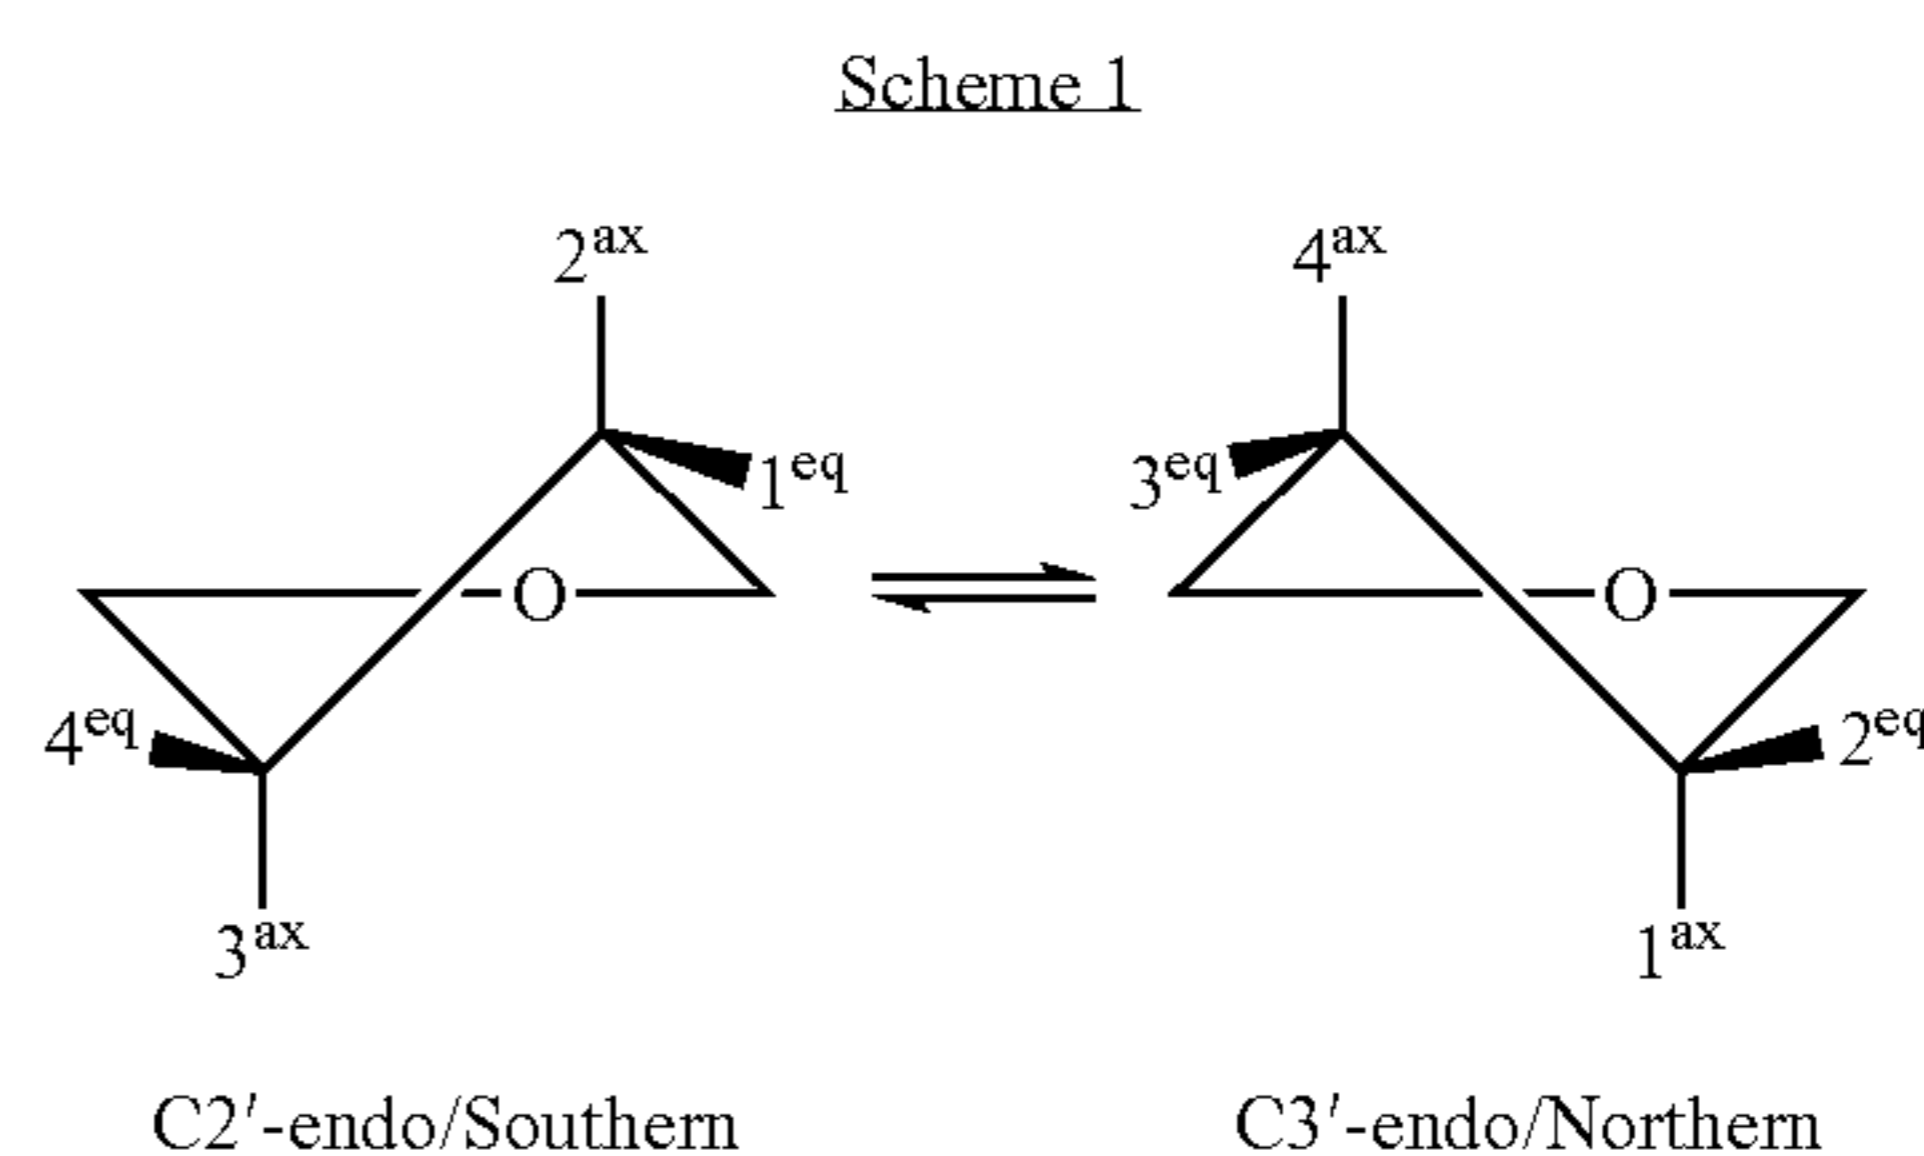 Scheme 1
2ax 4ax
1eq 3eq
O O
4eq 2eq
3ax 1ax
C2′-endo/Southern C3′-endo/Northern